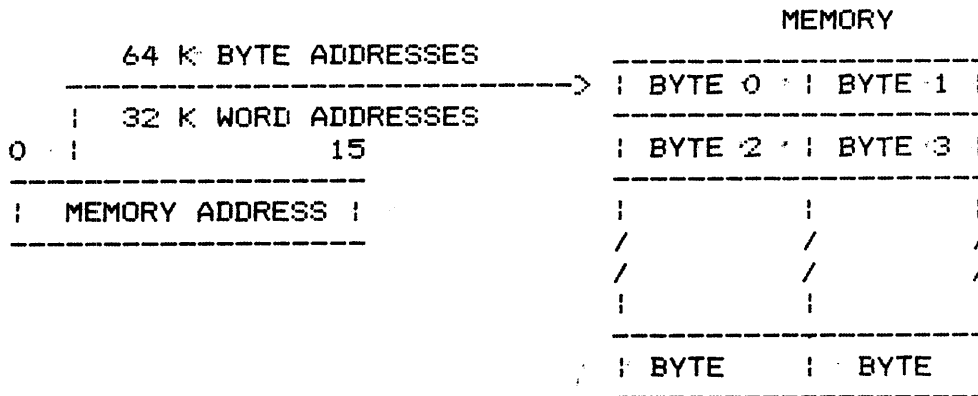 MEMORY
64 K BYTE ADDRESSES
BYTE 0 BYTE 1
32 K WORD ADDRESSES
0 15
BYTE 2 BYTE 3
MEMORY ADDRESS
BYTE BYTE